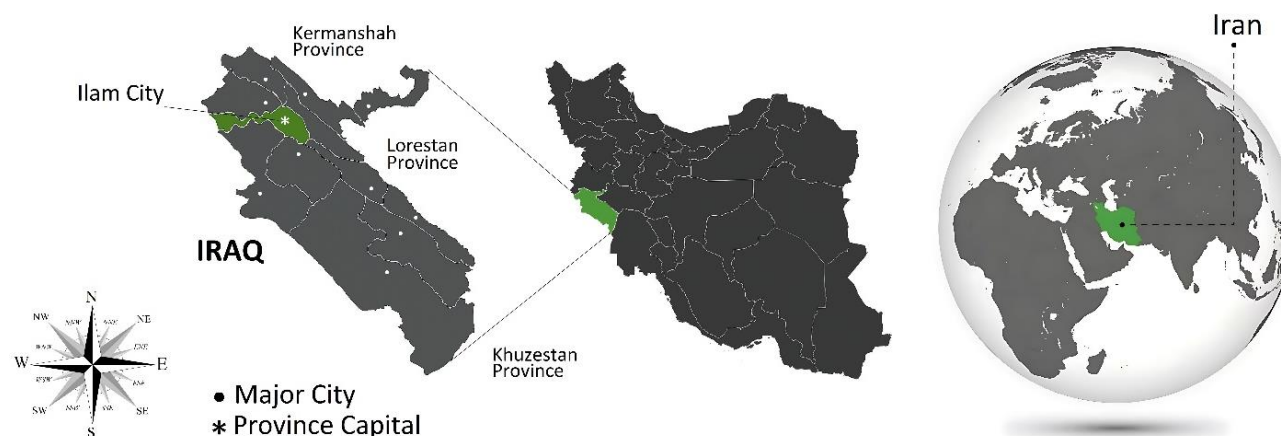 Iran
Kermanshah
Province
Ilam City
Lorestan
Province
IRAQ
Khuzestan
Province
N
NW
NE
W
E
SW
SE
S
• Major City
* Province Capital